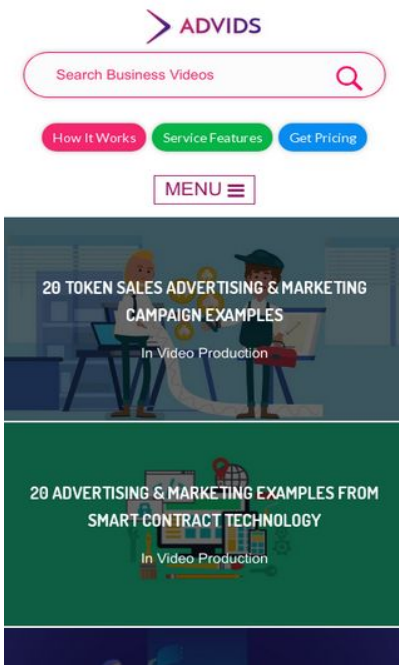 ADVIDS
Search Business Videos
How It Works Service Features Get Pricing
MENU
20 TOKEN SALES ADVERTISING & MARKETING
CAMPAIGN EXAMPLES
In Video Production
20 ADVERTISING & MARKETING EXAMPLES FROM
SMART CONTRACT TECHNOLOGY
In Video Production